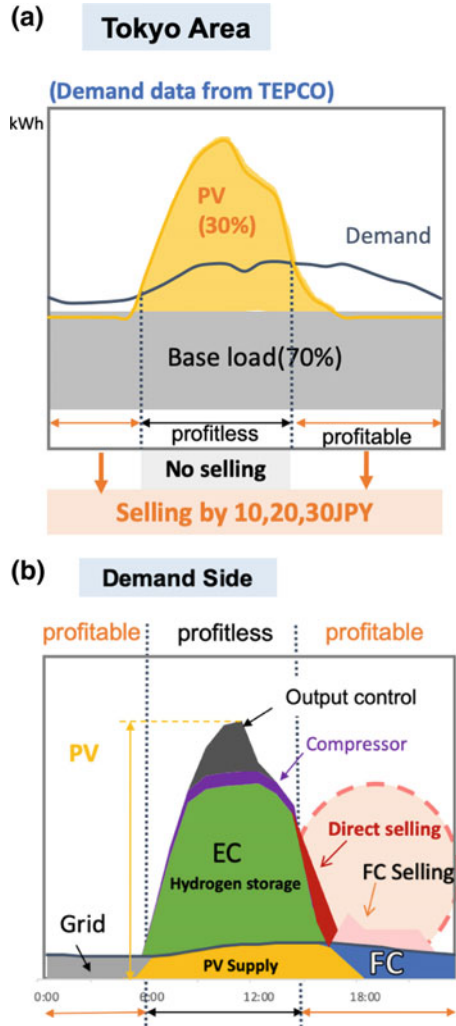 (a)
Tokyo Area
(Demand data from TEPCO)
kWh
PV
(30%)
Demand
Base load(70%)
profitless
profitable
No selling
Selling by 10,20,30JPY
(b)
Demand Side
profitable
profitless
profitable
Output control
PV
Compressor
Direct selling
EC
FC Selling
Hydrogen storage
Grid
PV Supply
FC
0:00
6:00
12:00
18:00